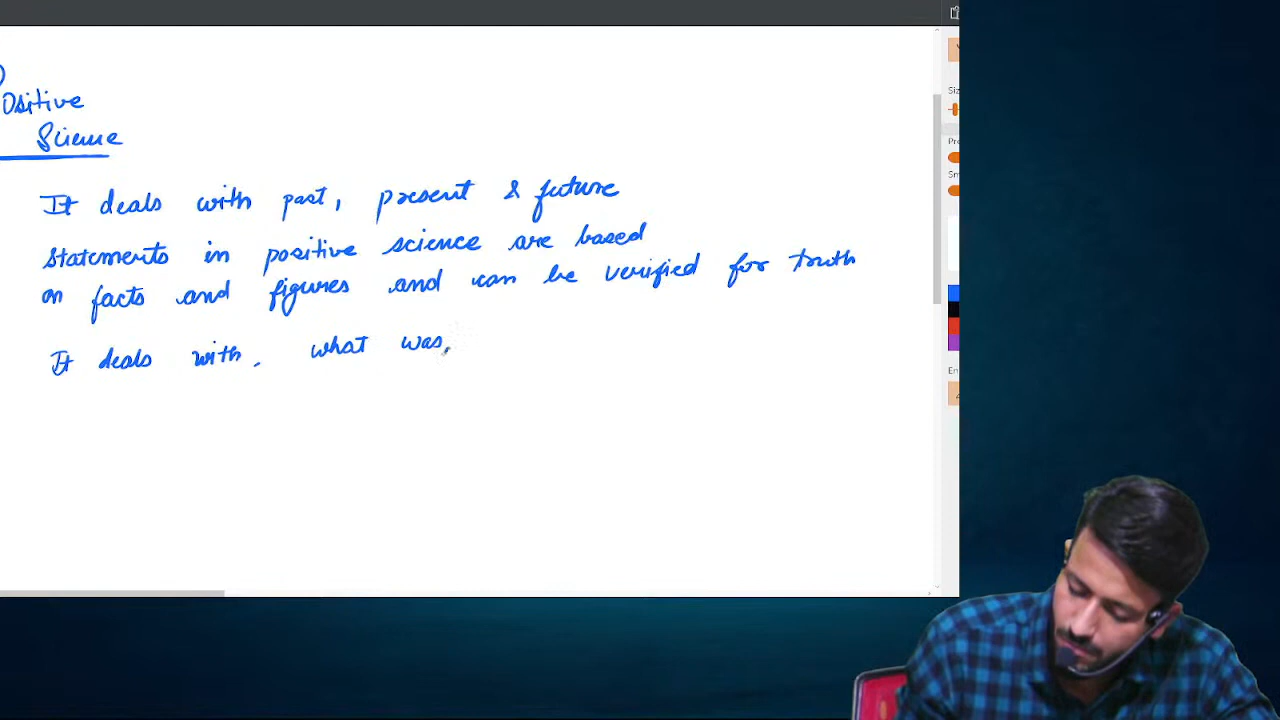 Positive
Science
It deals with past, present & future
Statements in positive science are based
on facts and figures and can be verified for truth
It deals with. what was,